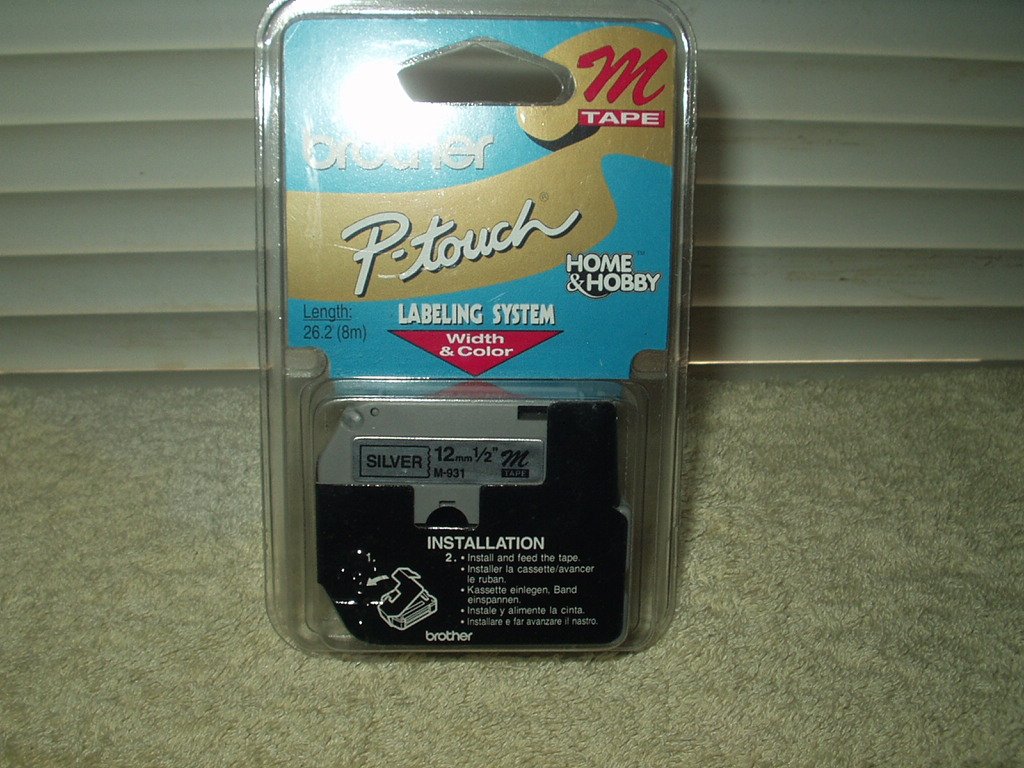 M
TAPE
brother
P-touch®
HOME™
&HOBBY
Length:
26.2 (8m)
LABELING SYSTEM
Width
& Color
SILVER 12mm 1/2" M
M-931 TAPE
INSTALLATION
1. 2. • Install and feed the tape.
• Installer la cassette/avancer
le ruban.
• Kassette einlegen, Band
einspannen.
• Instale y alimente la cinta.
• Installare e far avanzare il nastro.
brother